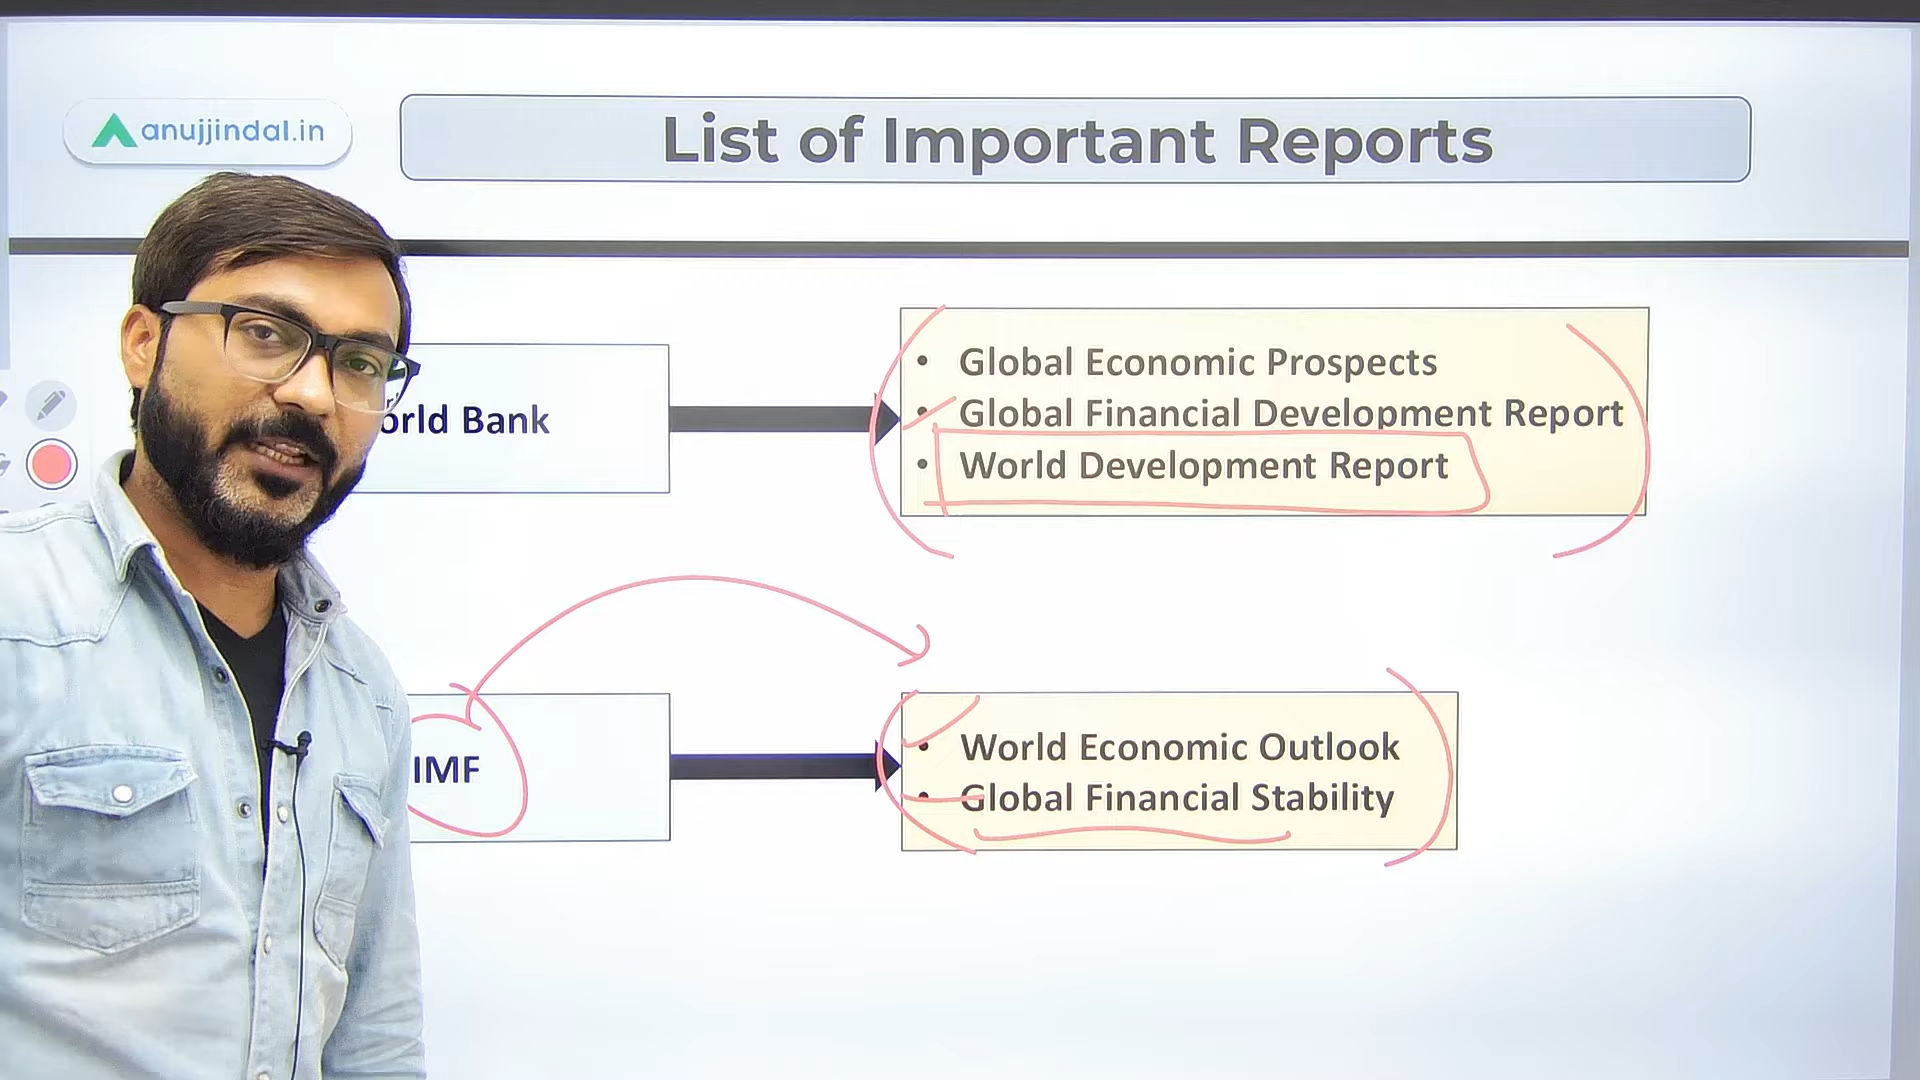 anujjindal.in
List of Important Reports
orld Bank
• Global Economic Prospects
• Global Financial Development Report
• World Development Report
IMF
• World Economic Outlook
• Global Financial Stability